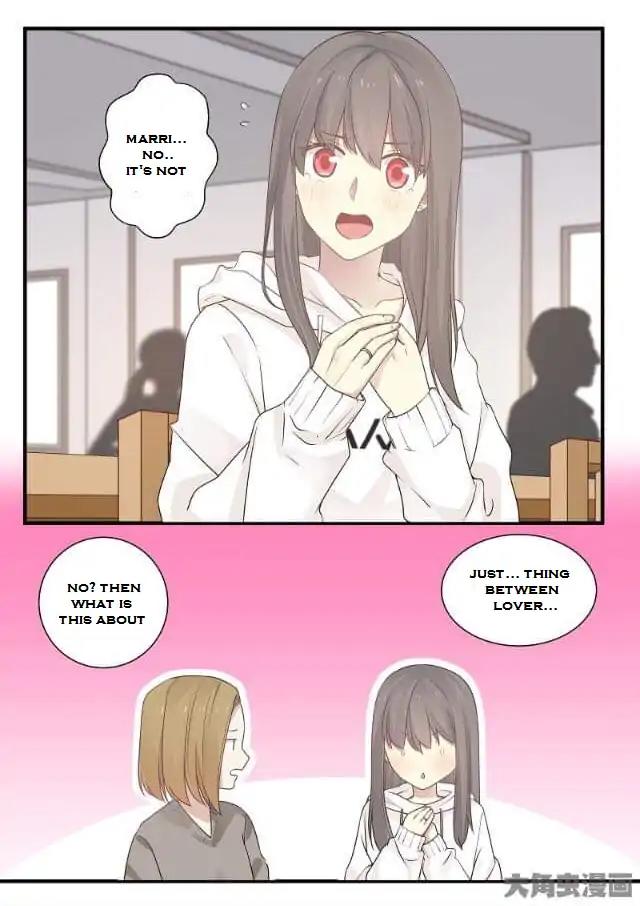 MARRI...
NO..
IT'S NOT
NO? THEN
WHAT IS
THIS ABOUT
JUST... THING
BETWEEN
LOVER...
大角虫漫画